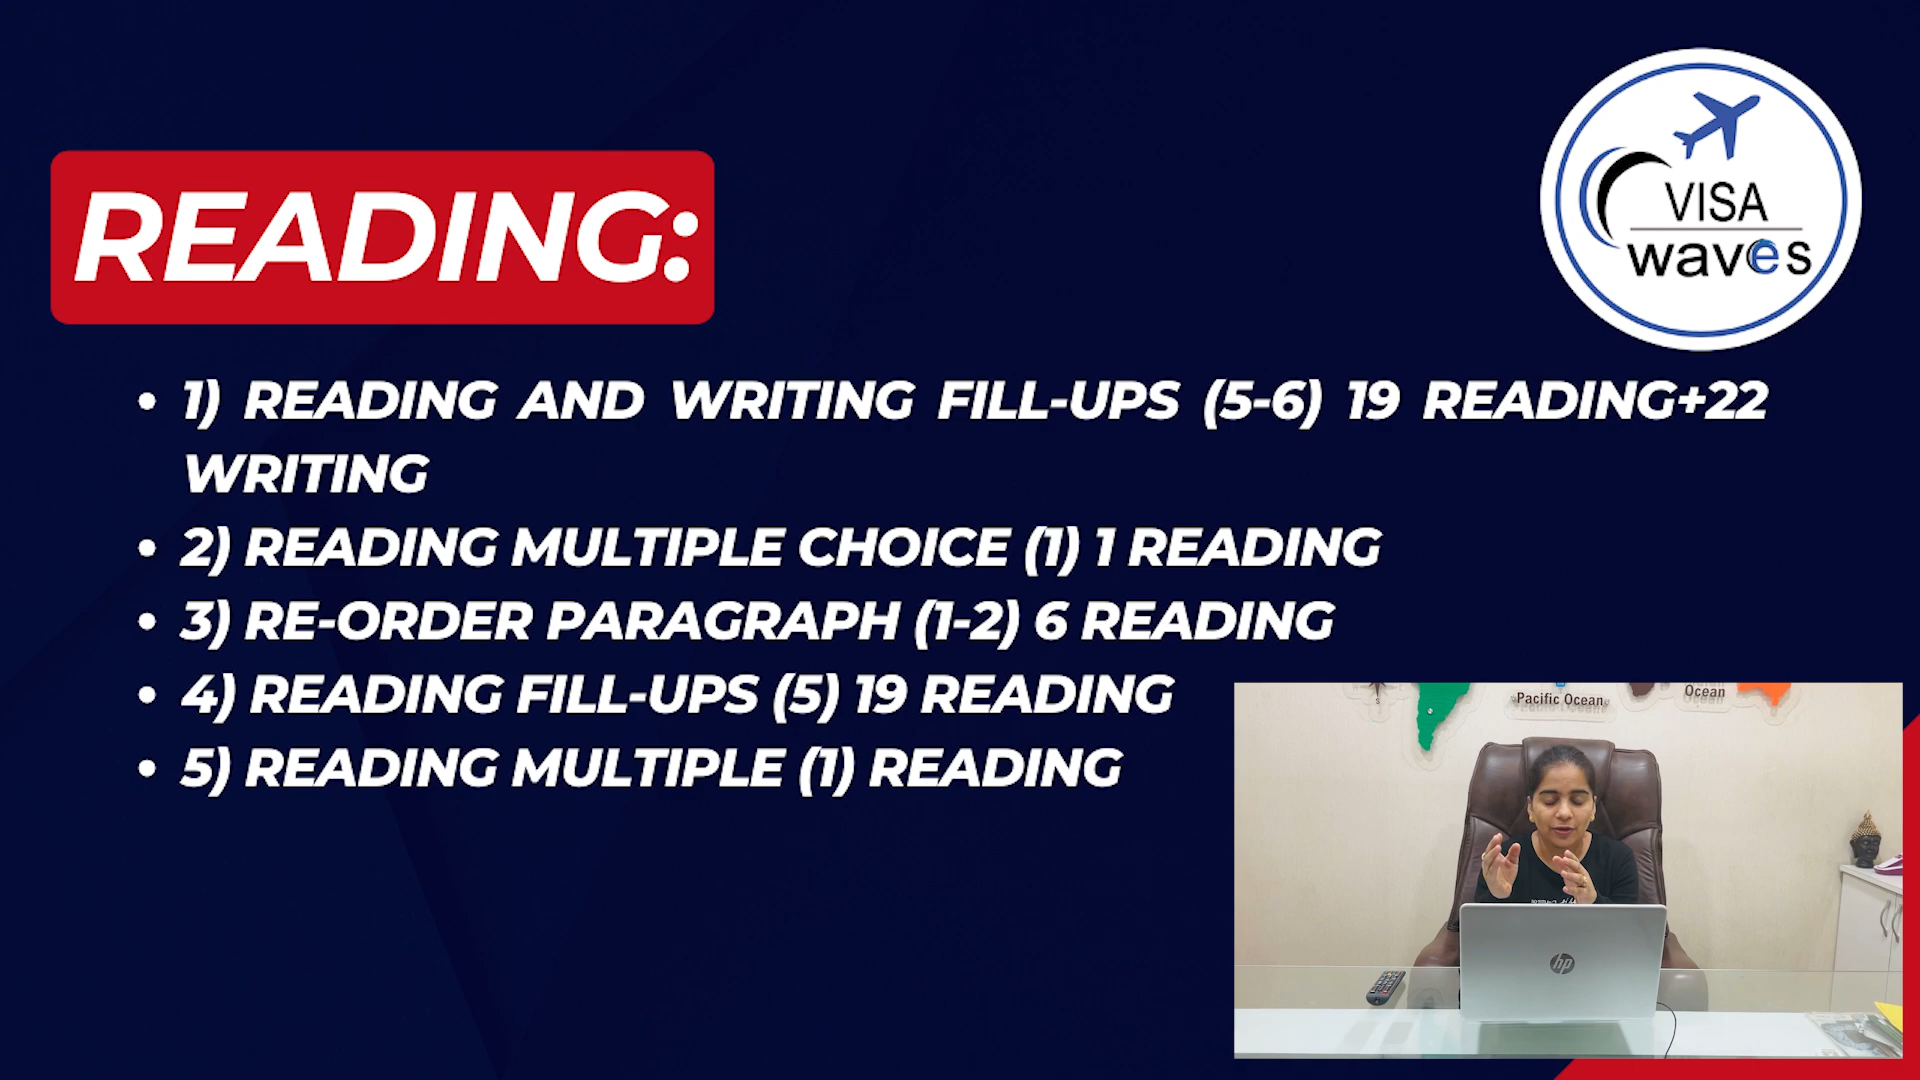 READING:
VISA
waves
• 1) READING AND WRITING FILL-UPS (5-6) 19 READING+22
WRITING
• 2) READING MULTIPLE CHOICE (1) 1 READING
• 3) RE-ORDER PARAGRAPH (1-2) 6 READING
• 4) READING FILL-UPS (5) 19 READING
• 5) READING MULTIPLE (1) READING
S
Pacific Ocean
Ocean
hp